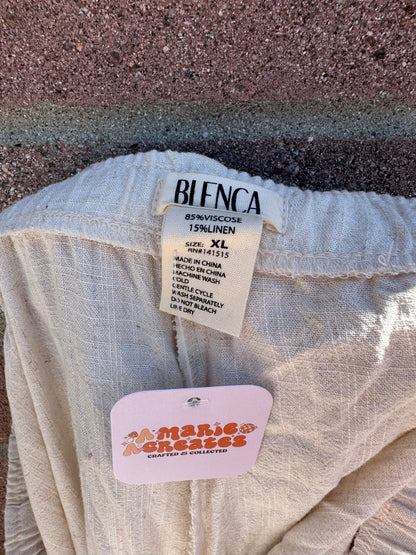 BLENCA
85%VISCOSE
15%LINEN
SIZE: XL
RN#141515
MADE IN CHINA
HECHO EN CHINA
MACHINE WASH
COLD
GENTLE CYCLE
WASH SEPARATELY
DO NOT BLEACH
LINE DRY
A MARIE
CREATES
CRAFTED & COLLECTED